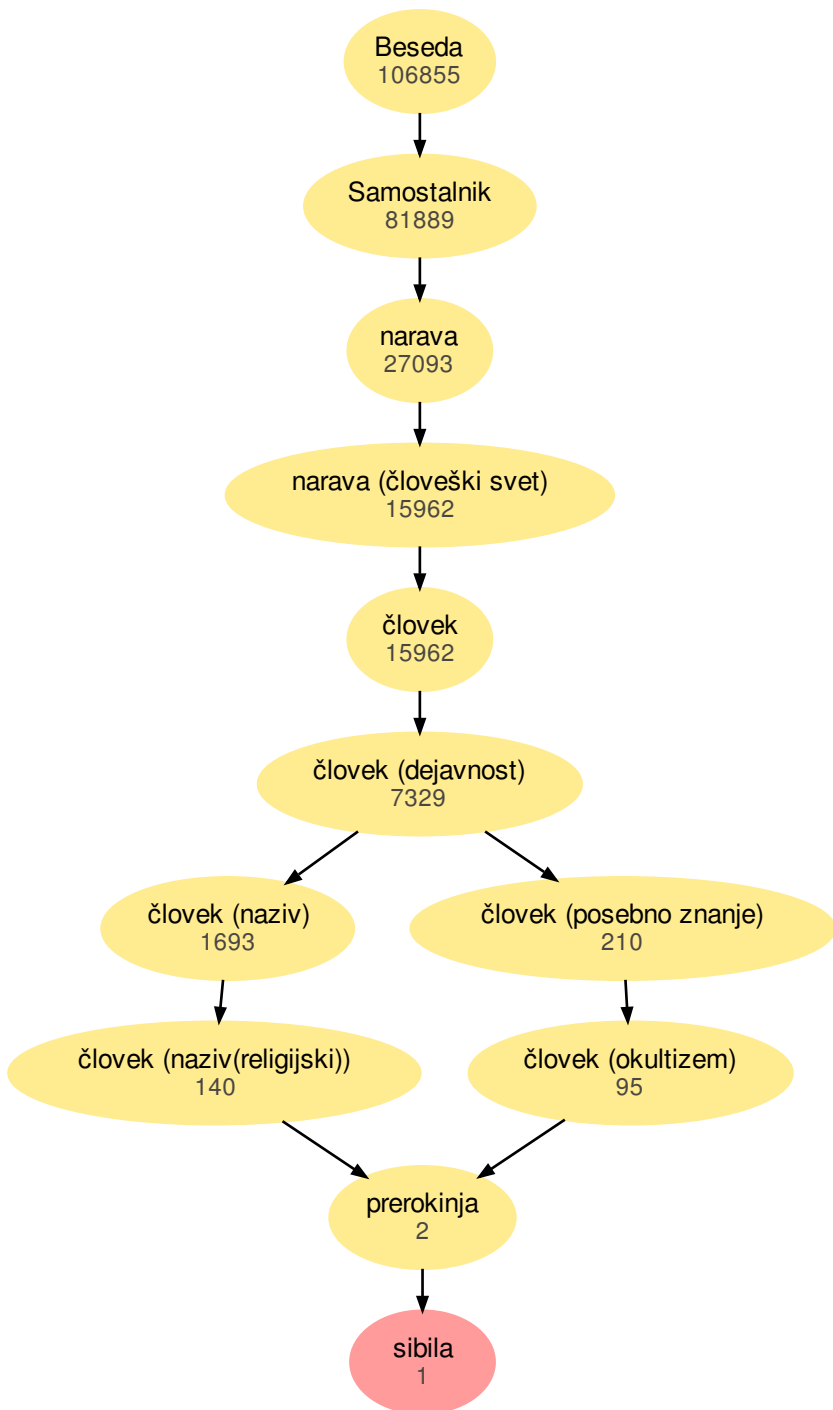 Beseda
106855
Samostalnik
81889
narava
27093
narava (človeški svet)
15962
človek
15962
človek (dejavnost)
7329
človek (naziv)
1693
človek (posebno znanje)
210
človek (naziv(religijski))
140
človek (okultizem)
95
prerokinja
2
sibila
1